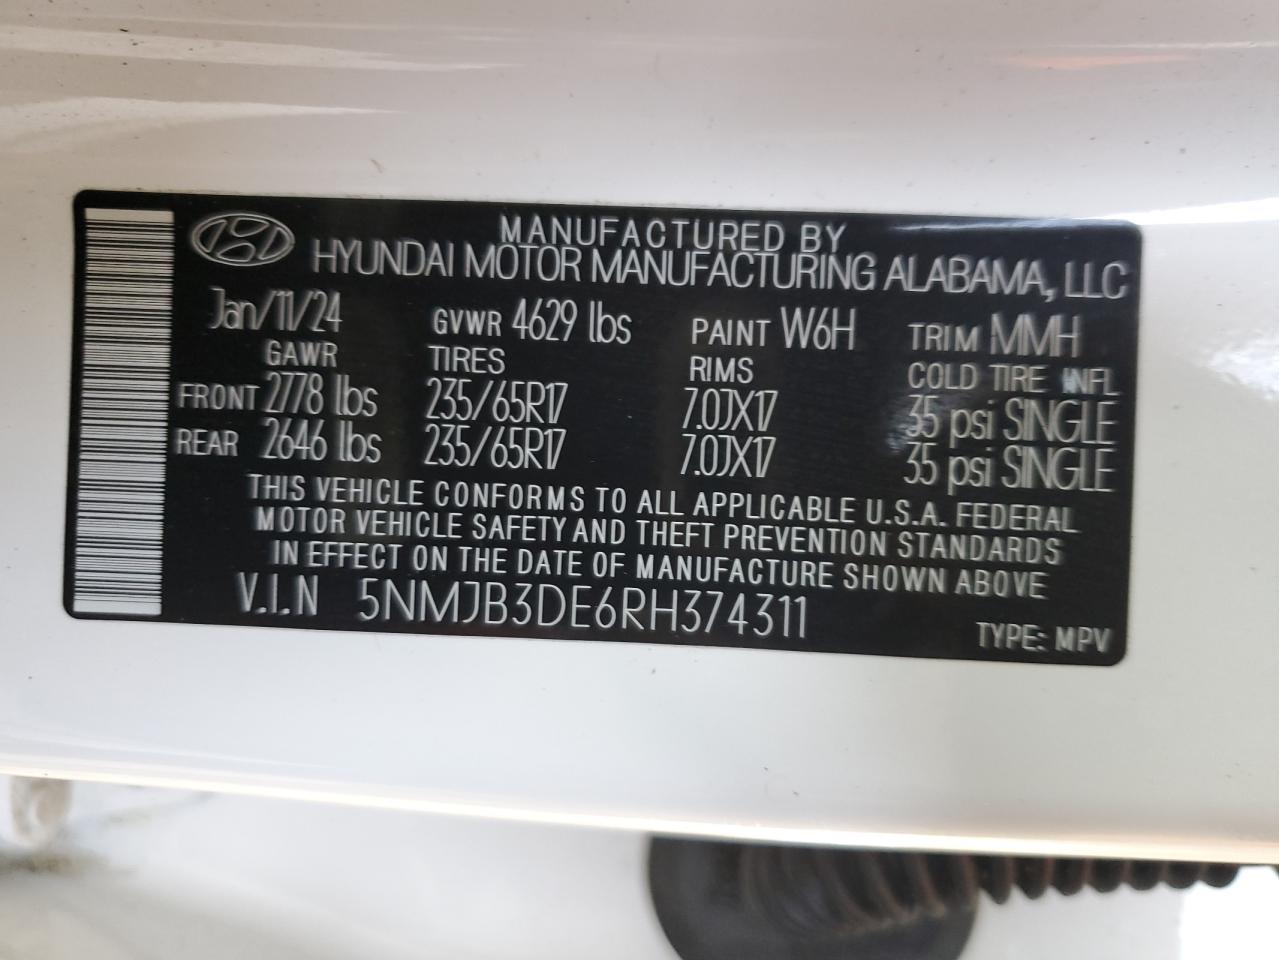 MANUFACTURED BY
HYUNDAI MOTOR MANUFACTURING ALABAMA, LLC
Jan/11/24 GVWR 4629 lbs PAINT W6H TRIM MMH
GAWR TIRES RIMS COLD TIRE INFL
FRONT 2778 lbs 235/65R17 7.0JX17 35 psi SINGLE
REAR 2646 lbs 235/65R17 7.0JX17 35 psi SINGLE
THIS VEHICLE CONFORMS TO ALL APPLICABLE U.S.A. FEDERAL
MOTOR VEHICLE SAFETY AND THEFT PREVENTION STANDARDS
IN EFFECT ON THE DATE OF MANUFACTURE SHOWN ABOVE
V.I.N 5NMJB3DE6RH374311
TYPE: MPV